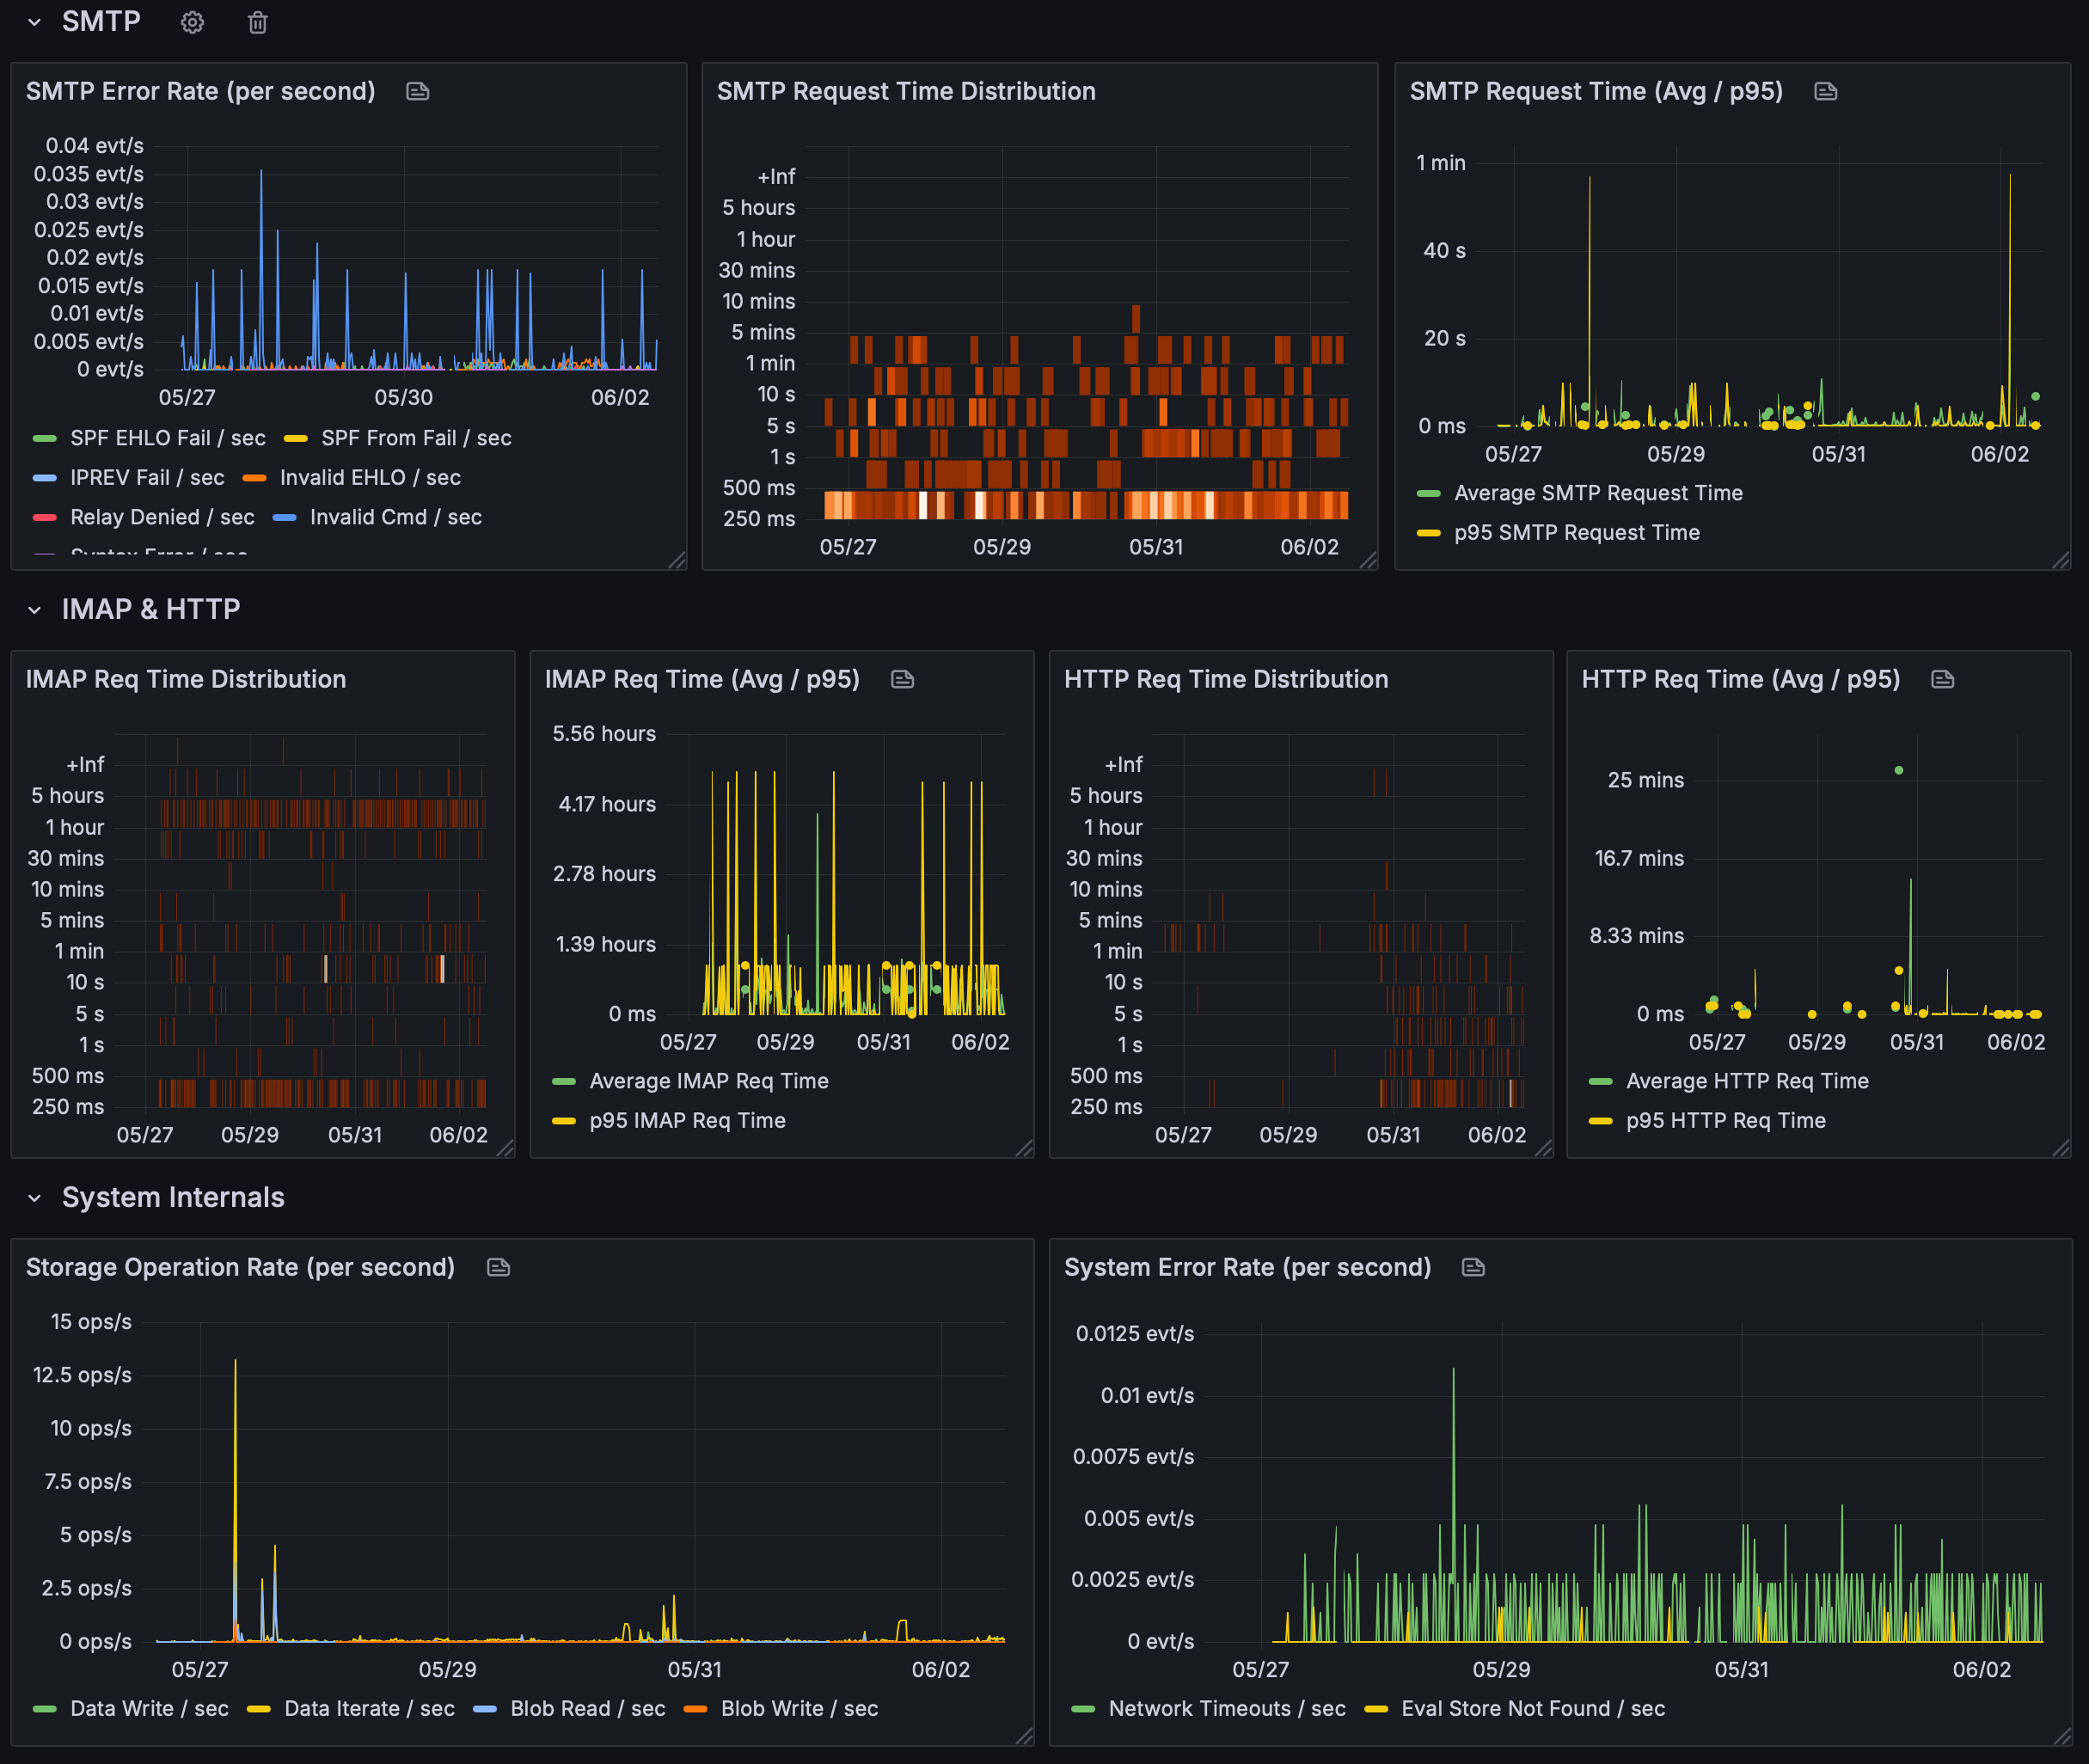 SMTP
SMTP Error Rate (per second)
0.04 evt/s
0.035 evt/s
0.03 evt/s
0.025 evt/s
0.02 evt/s
0.015 evt/s
0.01 evt/s
0.005 evt/s
0 evt/s
05/27 05/30 06/02
SPF EHLO Fail / sec SPF From Fail / sec
IPREV Fail / sec Invalid EHLO / sec
Relay Denied / sec Invalid Cmd / sec
Syntax Error / sec
SMTP Request Time Distribution
+Inf
5 hours
1 hour
30 mins
10 mins
5 mins
1 min
10 s
5 s
1 s
500 ms
250 ms
05/27 05/29 05/31 06/02
SMTP Request Time (Avg / p95)
1 min
40 s
20 s
0 ms
05/27 05/29 05/31 06/02
Average SMTP Request Time
p95 SMTP Request Time
IMAP & HTTP
IMAP Req Time Distribution
+Inf
5 hours
1 hour
30 mins
10 mins
5 mins
1 min
10 s
5 s
1 s
500 ms
250 ms
05/27 05/29 05/31 06/02
IMAP Req Time (Avg / p95)
5.56 hours
4.17 hours
2.78 hours
1.39 hours
0 ms
05/27 05/29 05/31 06/02
Average IMAP Req Time
p95 IMAP Req Time
HTTP Req Time Distribution
+Inf
5 hours
1 hour
30 mins
10 mins
5 mins
1 min
10 s
5 s
1 s
500 ms
250 ms
05/27 05/29 05/31 06/02
HTTP Req Time (Avg / p95)
25 mins
16.7 mins
8.33 mins
0 ms
05/27 05/29 05/31 06/02
Average HTTP Req Time
p95 HTTP Req Time
System Internals
Storage Operation Rate (per second)
15 ops/s
12.5 ops/s
10 ops/s
7.5 ops/s
5 ops/s
2.5 ops/s
0 ops/s
05/27 05/29 05/31 06/02
Data Write / sec Data Iterate / sec Blob Read / sec Blob Write / sec
System Error Rate (per second)
0.0125 evt/s
0.01 evt/s
0.0075 evt/s
0.005 evt/s
0.0025 evt/s
0 evt/s
05/27 05/29 05/31 06/02
Network Timeouts / sec Eval Store Not Found / sec